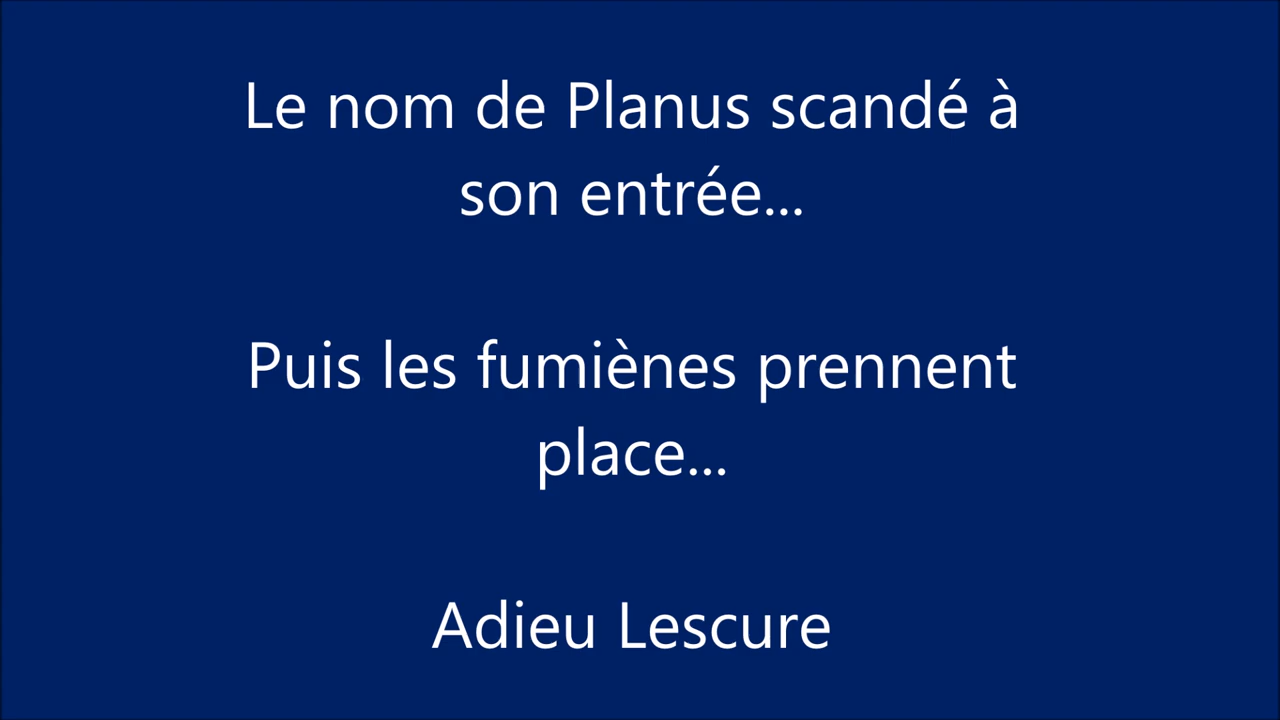 Le nom de Planus scandé à
son entrée...
Puis les fumiènes prennent
place...
Adieu Lescure